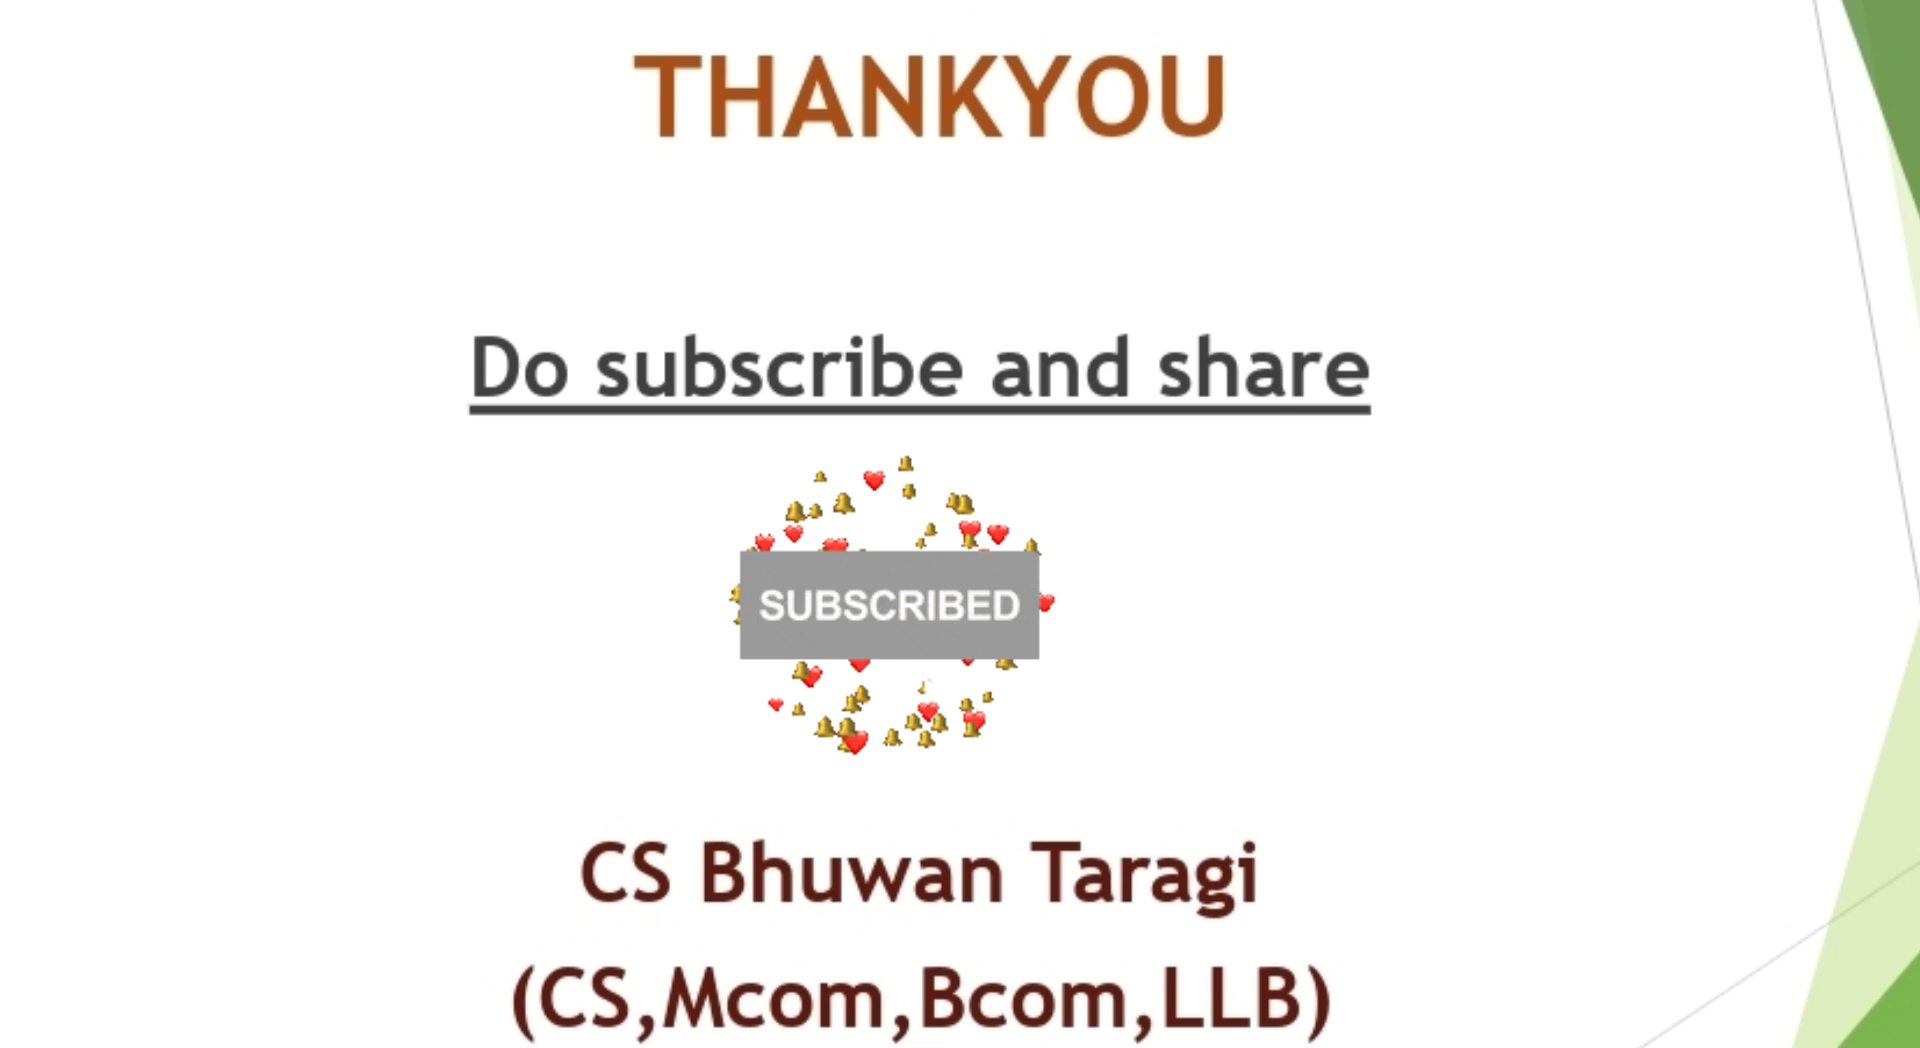 THANKYOU
Do subscribe and share
SUBSCRIBED
CS Bhuwan Taragi
(CS,Mcom,Bcom,LLB)